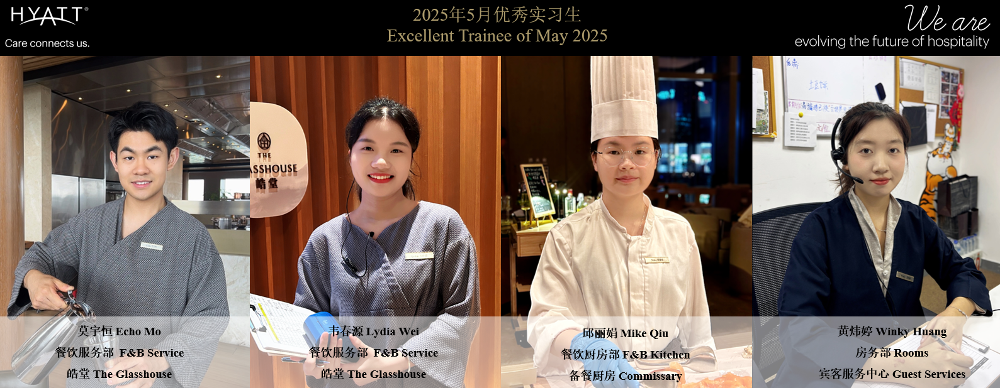 HYATT®
Care connects us.
2025年5月优秀实习生
Excellent Trainee of May 2025
We are
evolving the future of hospitality
THE
GLASSHOUSE
皓堂
土豆饭
莫宇恒 Echo Mo
餐饮服务部 F&B Service
皓堂 The Glasshouse
韦春源 Lydia Wei
餐饮服务部 F&B Service
皓堂 The Glasshouse
邱丽娟 Mike Qiu
餐饮厨房部 F&B Kitchen
备餐厨房 Commissary
黄炜婷 Winky Huang
房务部 Rooms
宾客服务中心 Guest Services